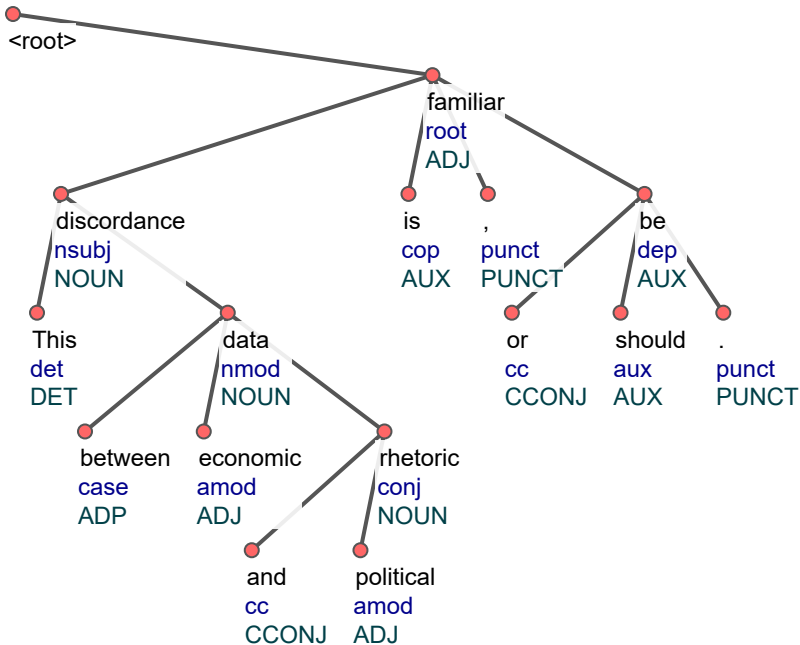 <root>
familiar
root
ADJ
discordance
nsubj
NOUN
is
cop
AUX
,
punct
PUNCT
be
dep
AUX
This
det
DET
data
nmod
NOUN
or
cc
CCONJ
should
aux
AUX
.
punct
PUNCT
between
case
ADP
economic
amod
ADJ
rhetoric
conj
NOUN
and
cc
CCONJ
political
amod
ADJ